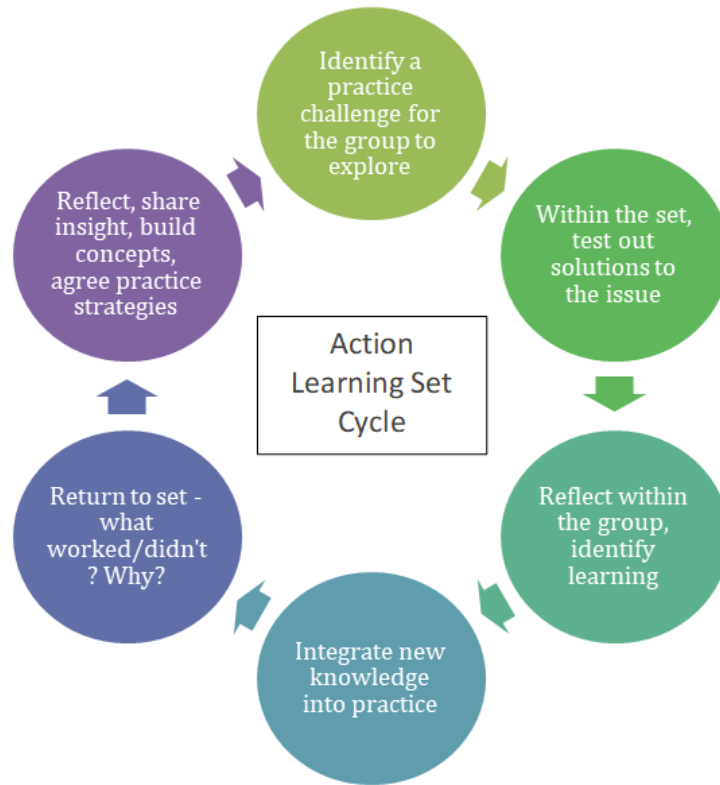 Identify a
practice
challenge for
the group to
explore
Within the set,
test out
solutions to
the issue
Reflect within
the group,
identify
learning
Integrate new
knowledge
into practice
Return to set -
what
worked/didn't
? Why?
Reflect, share
insight, build
concepts,
agree practice
strategies
Action
Learning Set
Cycle